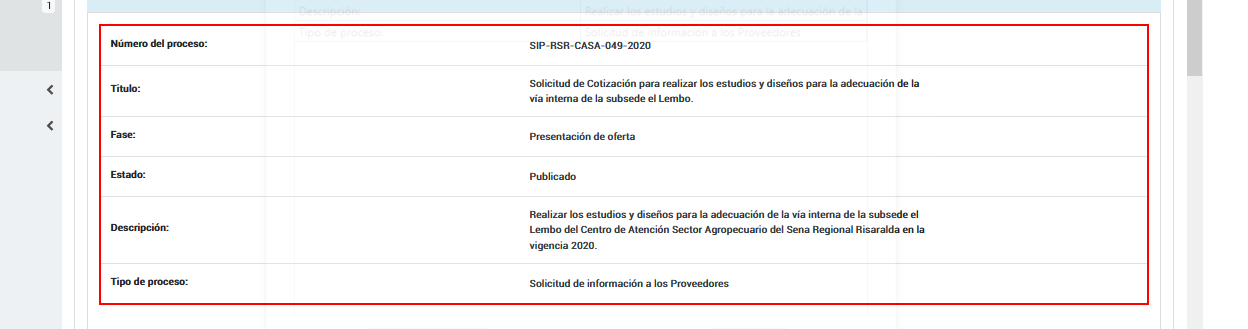 1
Descripción: Realizar los estudios y diseños para la adecuación de la
Tipo de proceso: Solicitud de información a los Proveedores
Número del proceso: SIP-RSR-CASA-049-2020
Titulo: Solicitud de Cotización para realizar los estudios y diseños para la adecuación de la
vía interna de la subsede el Lembo.
Fase: Presentación de oferta
Estado: Publicado
Descripción: Realizar los estudios y diseños para la adecuación de la vía interna de la subsede el
Lembo del Centro de Atención Sector Agropecuario del Sena Regional Risaralda en la
vigencia 2020.
Tipo de proceso: Solicitud de información a los Proveedores